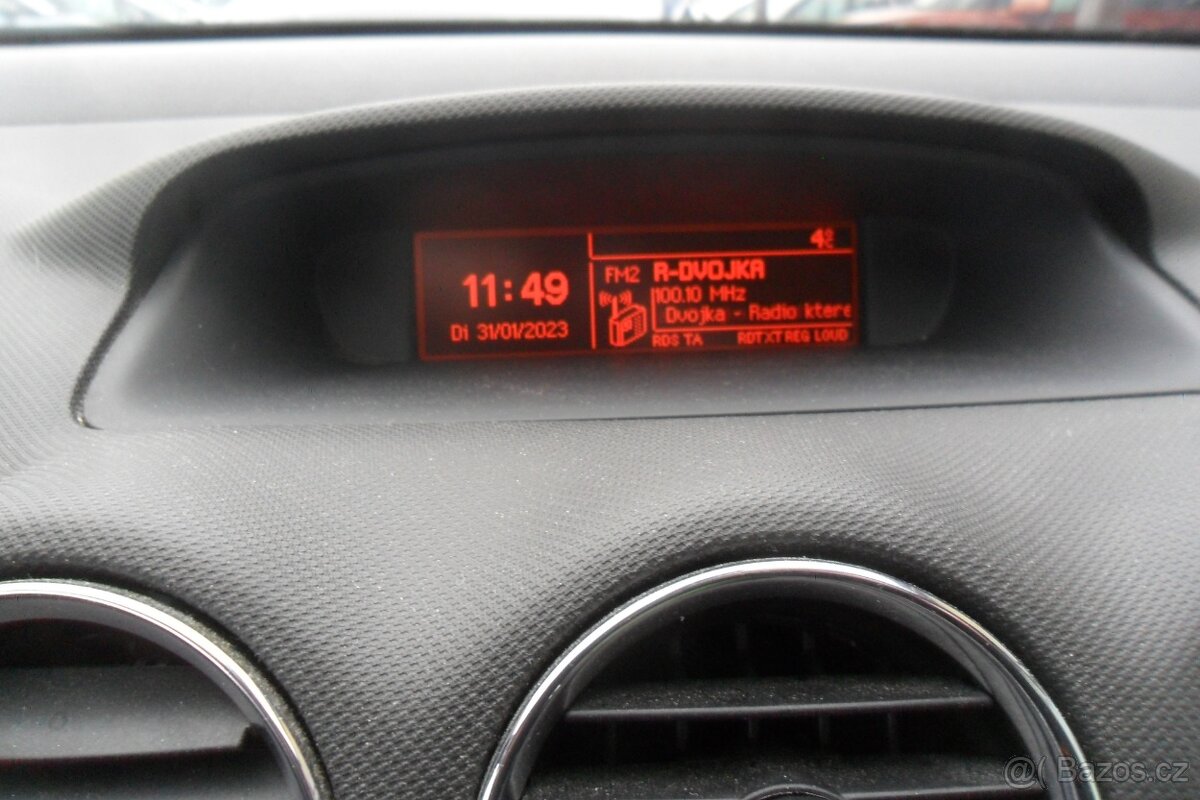 4°C
11:49
Di 31/01/2023
FM2 R-DVOJKA
100.10 MHz
Dvojka - Radio ktere
RDS TA RDTXT REG LOUD
@( Bazos.cz